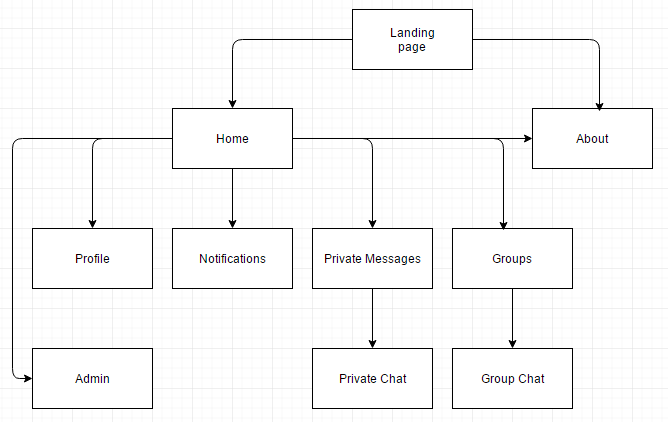 Landing
page
Home
About
Profile
Notifications
Private Messages
Groups
Admin
Private Chat
Group Chat